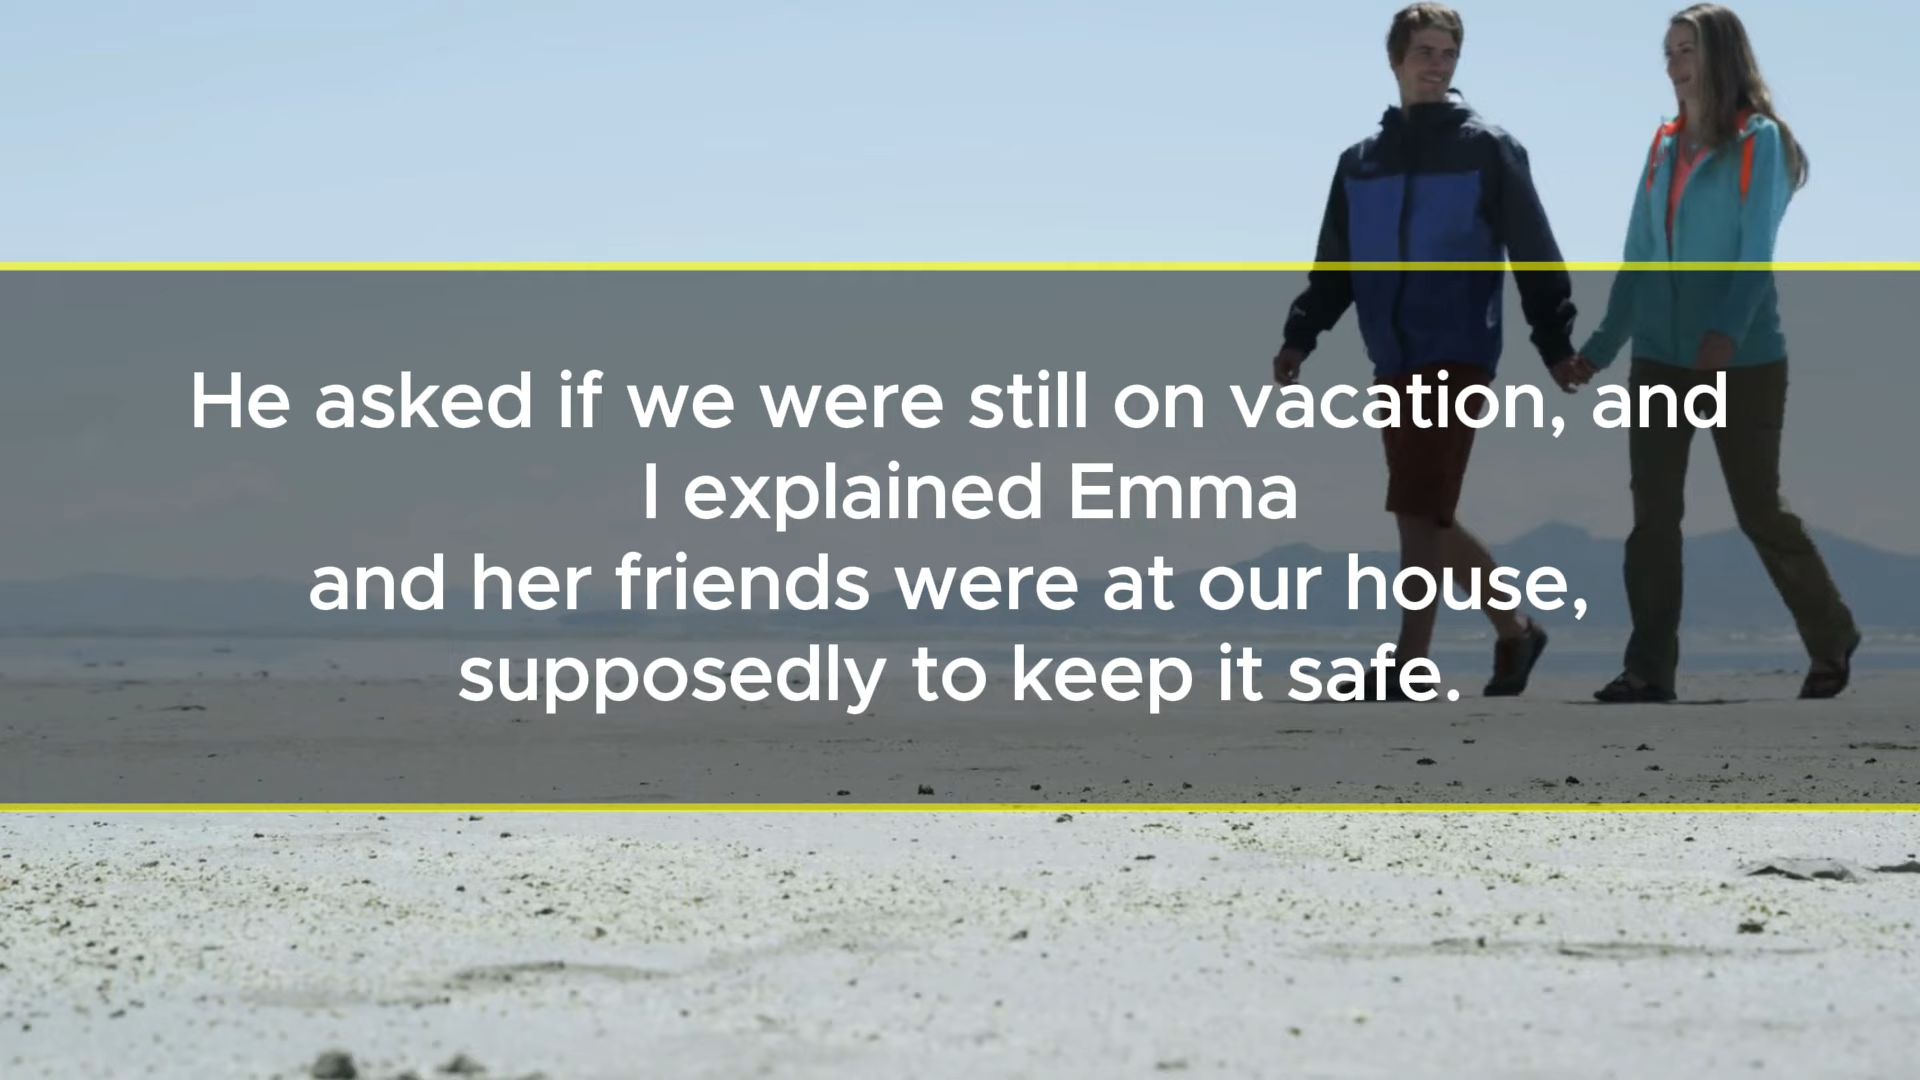 He asked if we were still on vacation, and
I explained Emma
and her friends were at our house,
supposedly to keep it safe.